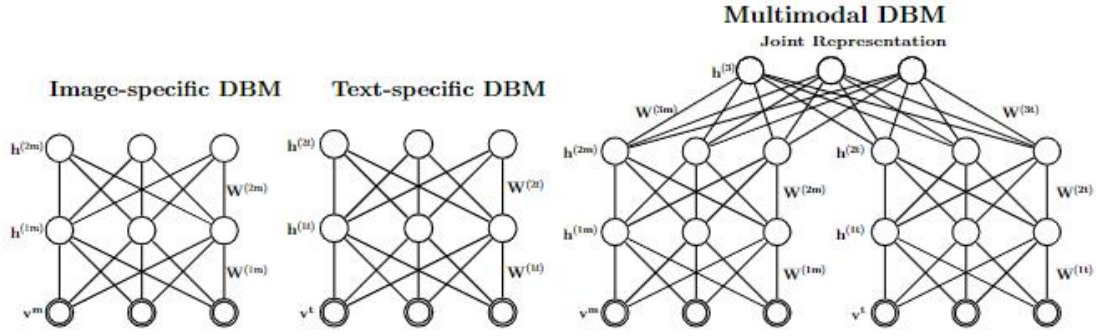 Image-specific DBM
h(2m)
W(2m)
h(1m)
W(1m)
vm
Text-specific DBM
h(2t)
W(2t)
h(1t)
W(1t)
vt
Multimodal DBM
Joint Representation
h(3)
W(3m)
W(3t)
h(2m)
W(2m)
h(1m)
W(1m)
vm
h(2t)
W(2t)
h(1t)
W(1t)
vt